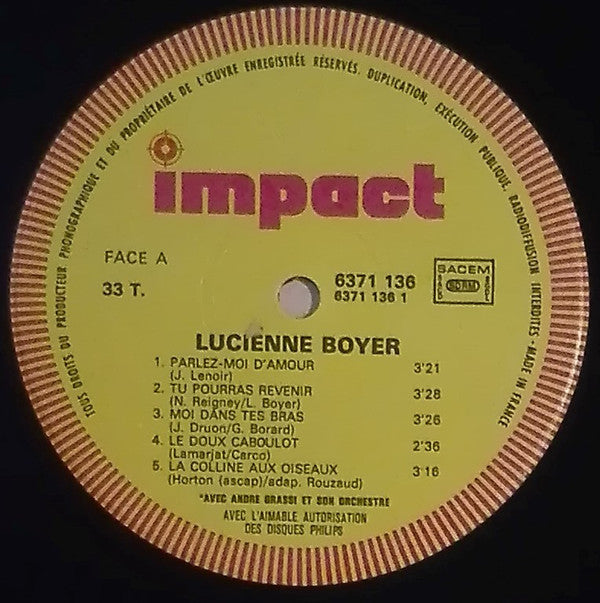 TOUS DROITS DU PRODUCTEUR PHONOGRAPHIQUE ET DU PROPRIÉTAIRE DE L'ŒUVRE ENREGISTRÉE RÉSERVÉS, DUPLICATION, EXÉCUTION PUBLIQUE, RADIODIFFUSION INTERDITES - MADE IN FRANCE
impact
FACE A
33 T.
6371 136
6371 136 1
SACEM
SDRM
LUCIENNE BOYER
1. PARLEZ-MOI D'AMOUR 3'21
(J. Lenoir)
2. TU POURRAS REVENIR 3'28
(N. Reigney/L. Boyer)
3. MOI DANS TES BRAS 3'26
(J. Druon/G. Borard)
4. LE DOUX CABOULOT 2'36
(Lamarjat/Carco)
5. LA COLLINE AUX OISEAUX 3'16
(Horton (ascap)/adap. Rouzaud)
*AVEC ANDRE GRASSI ET SON ORCHESTRE
AVEC L'AIMABLE AUTORISATION
DES DISQUES PHILIPS